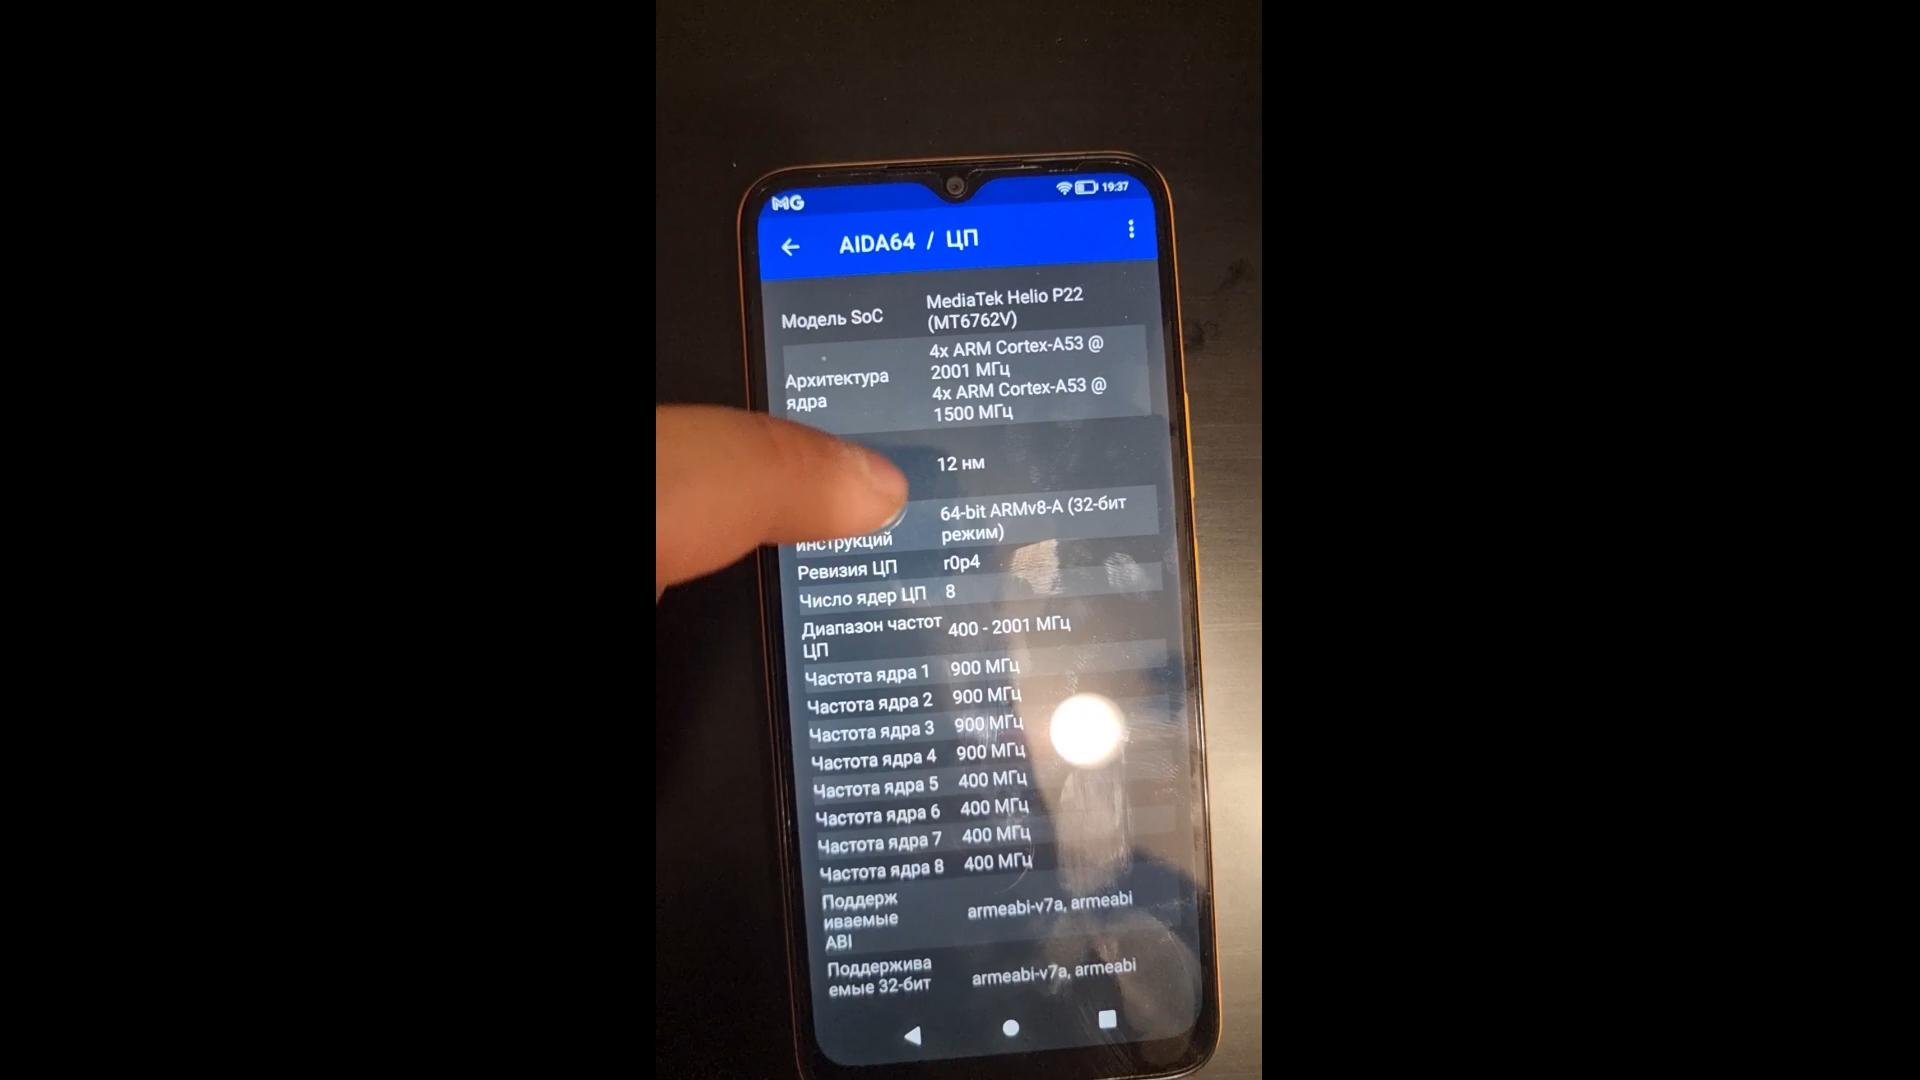 MG
19:37
AIDA64 / ЦП
Модель SoC
MediaTek Helio P22
(MT6762V)
Архитектура
ядра
4x ARM Cortex-A53 @
2001 МГц
4x ARM Cortex-A53 @
1500 МГц
12 нм
инструкций
64-bit ARMv8-A (32-бит
режим)
Ревизия ЦП r0p4
Число ядер ЦП 8
Диапазон частот
ЦП
400 - 2001 МГц
Частота ядра 1 900 МГц
Частота ядра 2 900 МГц
Частота ядра 3 900 МГц
Частота ядра 4 900 МГц
Частота ядра 5 400 МГц
Частота ядра 6 400 МГц
Частота ядра 7 400 МГц
Частота ядра 8 400 МГц
Поддерж
иваемые
ABI
armeabi-v7a, armeabi
Поддержива
емые 32-бит
armeabi-v7a, armeabi